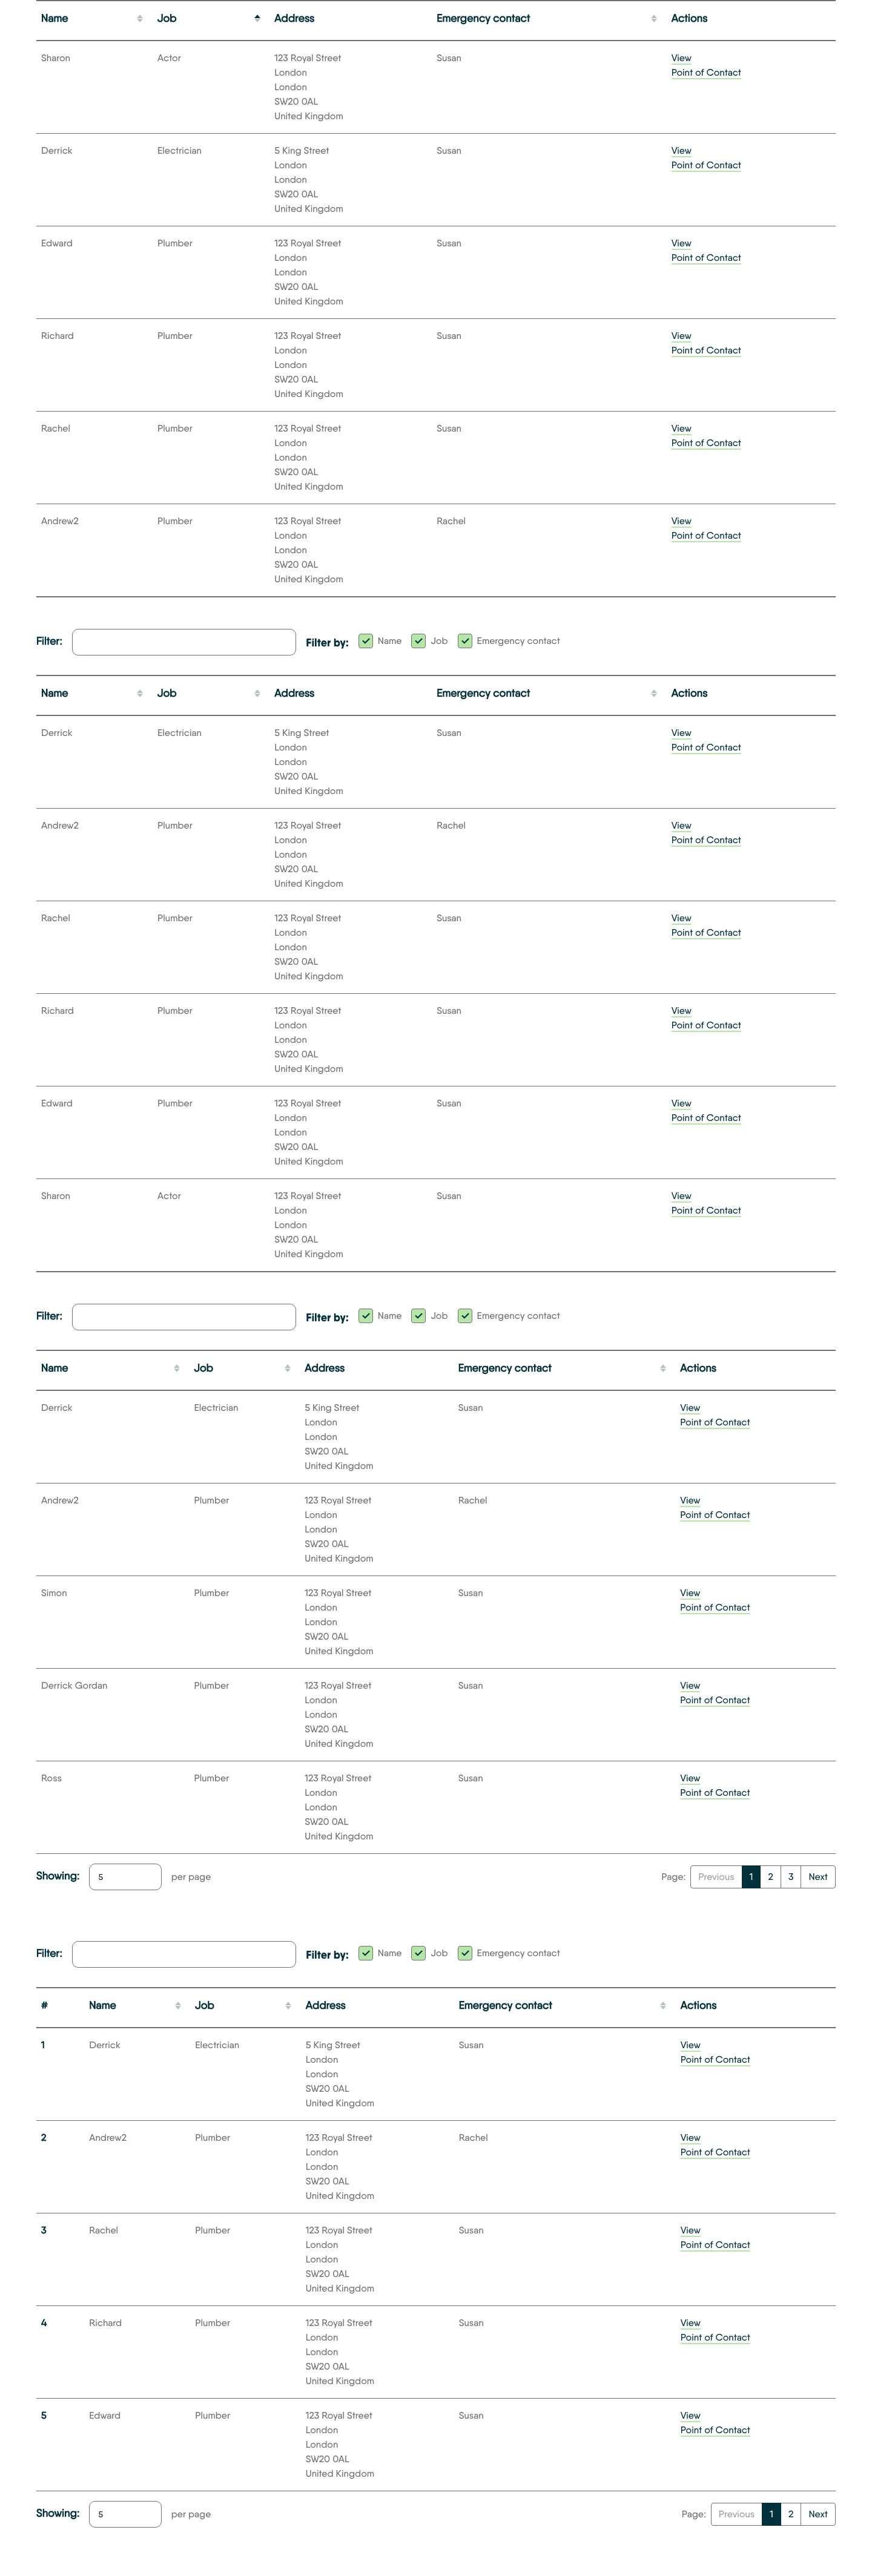 Name Job Address Emergency contact Actions
Sharon Actor 123 Royal Street Susan View
London Point of Contact
London
SW20 0AL
United Kingdom
Derrick Electrician 5 King Street Susan View
London Point of Contact
London
SW20 0AL
United Kingdom
Edward Plumber 123 Royal Street Susan View
London Point of Contact
London
SW20 0AL
United Kingdom
Richard Plumber 123 Royal Street Susan View
London Point of Contact
London
SW20 0AL
United Kingdom
Rachel Plumber 123 Royal Street Susan View
London Point of Contact
London
SW20 0AL
United Kingdom
Andrew2 Plumber 123 Royal Street Rachel View
London Point of Contact
London
SW20 0AL
United Kingdom
Filter: Filter by: Name Job Emergency contact
Name Job Address Emergency contact Actions
Derrick Electrician 5 King Street Susan View
London Point of Contact
London
SW20 0AL
United Kingdom
Andrew2 Plumber 123 Royal Street Rachel View
London Point of Contact
London
SW20 0AL
United Kingdom
Rachel Plumber 123 Royal Street Susan View
London Point of Contact
London
SW20 0AL
United Kingdom
Richard Plumber 123 Royal Street Susan View
London Point of Contact
London
SW20 0AL
United Kingdom
Edward Plumber 123 Royal Street Susan View
London Point of Contact
London
SW20 0AL
United Kingdom
Sharon Actor 123 Royal Street Susan View
London Point of Contact
London
SW20 0AL
United Kingdom
Filter: Filter by: Name Job Emergency contact
Name Job Address Emergency contact Actions
Derrick Electrician 5 King Street Susan View
London Point of Contact
London
SW20 0AL
United Kingdom
Andrew2 Plumber 123 Royal Street Rachel View
London Point of Contact
London
SW20 0AL
United Kingdom
Simon Plumber 123 Royal Street Susan View
London Point of Contact
London
SW20 0AL
United Kingdom
Derrick Gordan Plumber 123 Royal Street Susan View
London Point of Contact
London
SW20 0AL
United Kingdom
Ross Plumber 123 Royal Street Susan View
London Point of Contact
London
SW20 0AL
United Kingdom
Showing: 5 per page Page: Previous 1 2 3 Next
Filter: Filter by: Name Job Emergency contact
# Name Job Address Emergency contact Actions
1 Derrick Electrician 5 King Street Susan View
London Point of Contact
London
SW20 0AL
United Kingdom
2 Andrew2 Plumber 123 Royal Street Rachel View
London Point of Contact
London
SW20 0AL
United Kingdom
3 Rachel Plumber 123 Royal Street Susan View
London Point of Contact
London
SW20 0AL
United Kingdom
4 Richard Plumber 123 Royal Street Susan View
London Point of Contact
London
SW20 0AL
United Kingdom
5 Edward Plumber 123 Royal Street Susan View
London Point of Contact
London
SW20 0AL
United Kingdom
Showing: 5 per page Page: Previous 1 2 Next